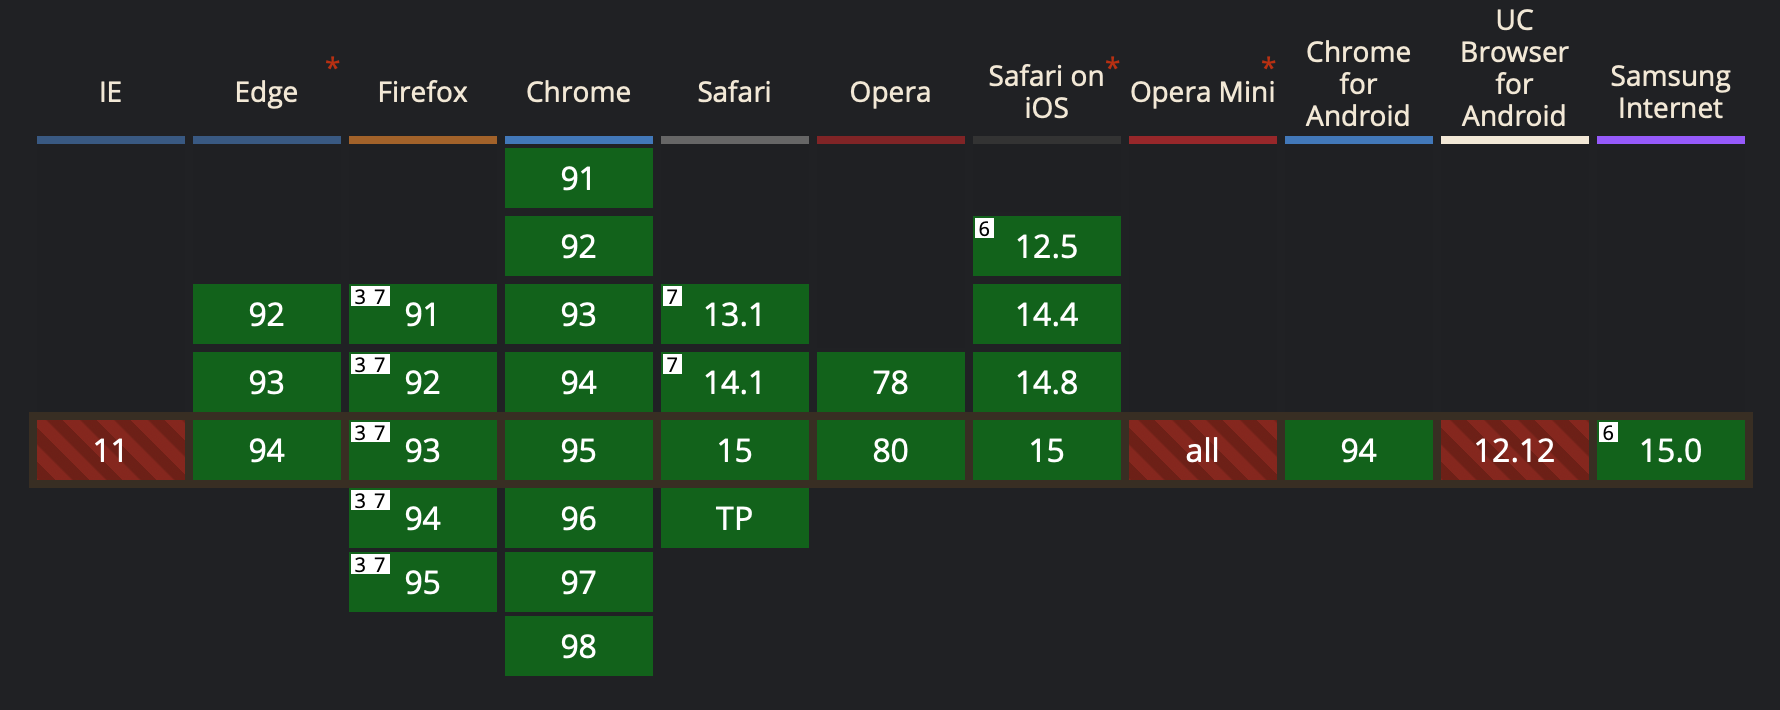 IE
Edge *
Firefox
Chrome
Safari
Opera
Safari on *
iOS
Opera Mini *
Chrome
for
Android
UC
Browser
for
Android
Samsung
Internet
91
92
6 12.5
92
3 7 91
93
7 13.1
14.4
93
3 7 92
94
7 14.1
78
14.8
11
94
3 7 93
95
15
80
15
all
94
12.12
6 15.0
3 7 94
96
TP
3 7 95
97
98